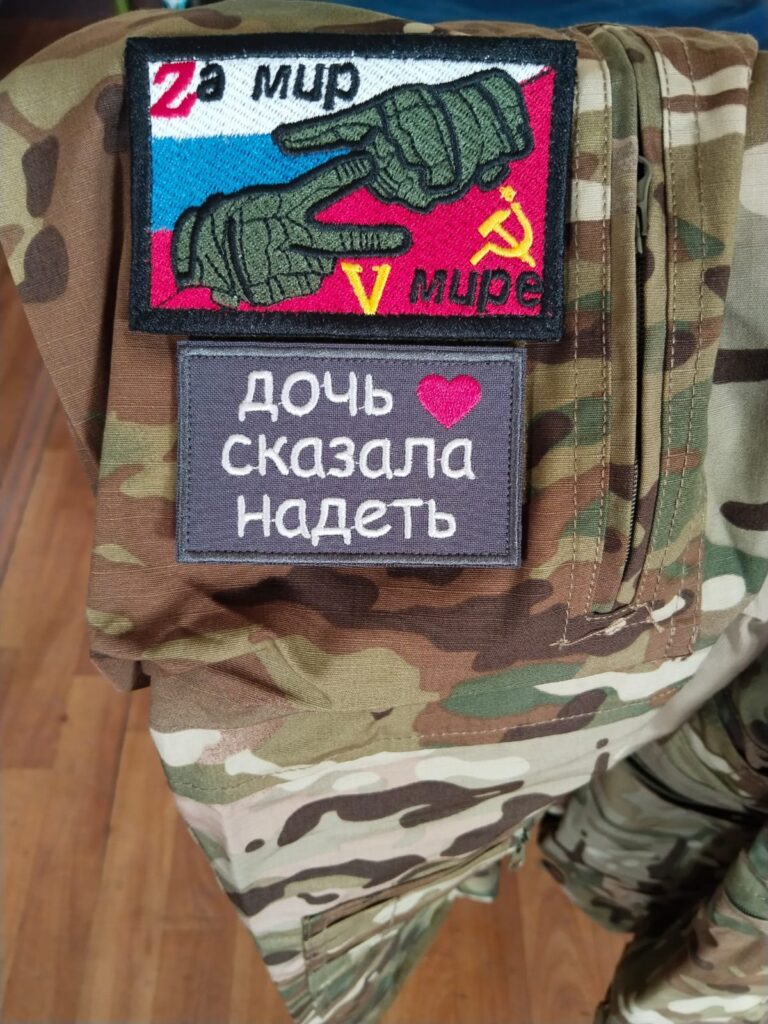 Zа мир
V мире
дочь
сказала
надеть